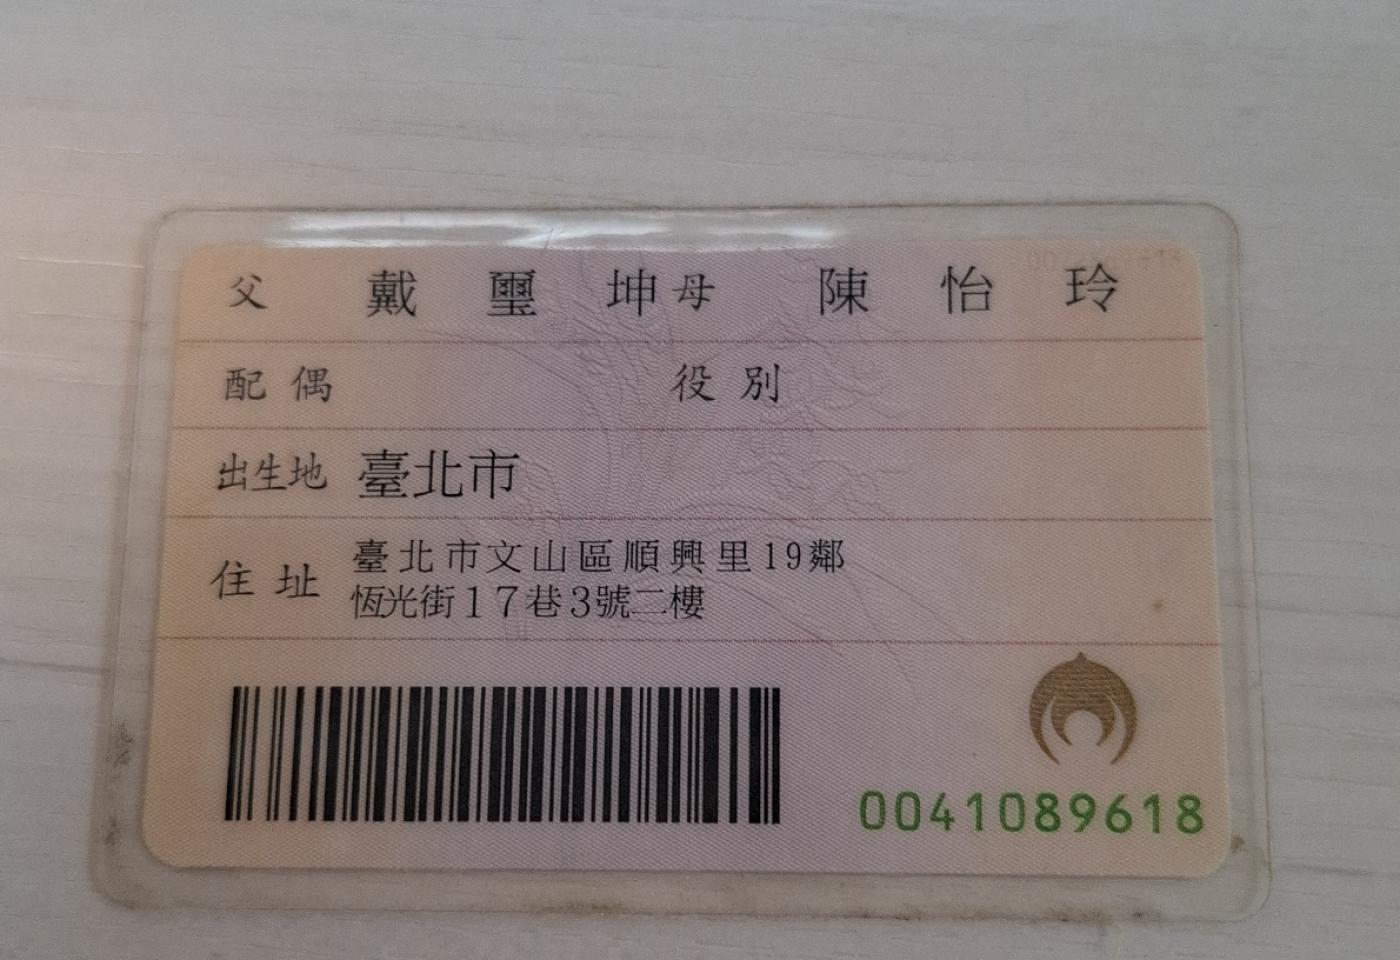 父 戴璽坤 母 陳怡玲
配偶 役別
出生地 臺北市
住址 臺北市文山區順興里19鄰
恆光街17巷3號二樓
0041089618